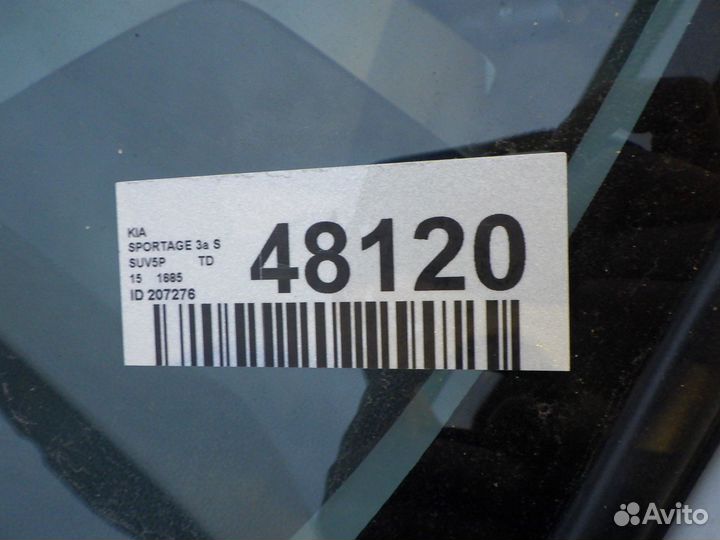 KIA
SPORTAGE 3a S
SUV5P TD
15 1685
ID 207276
48120
Avito